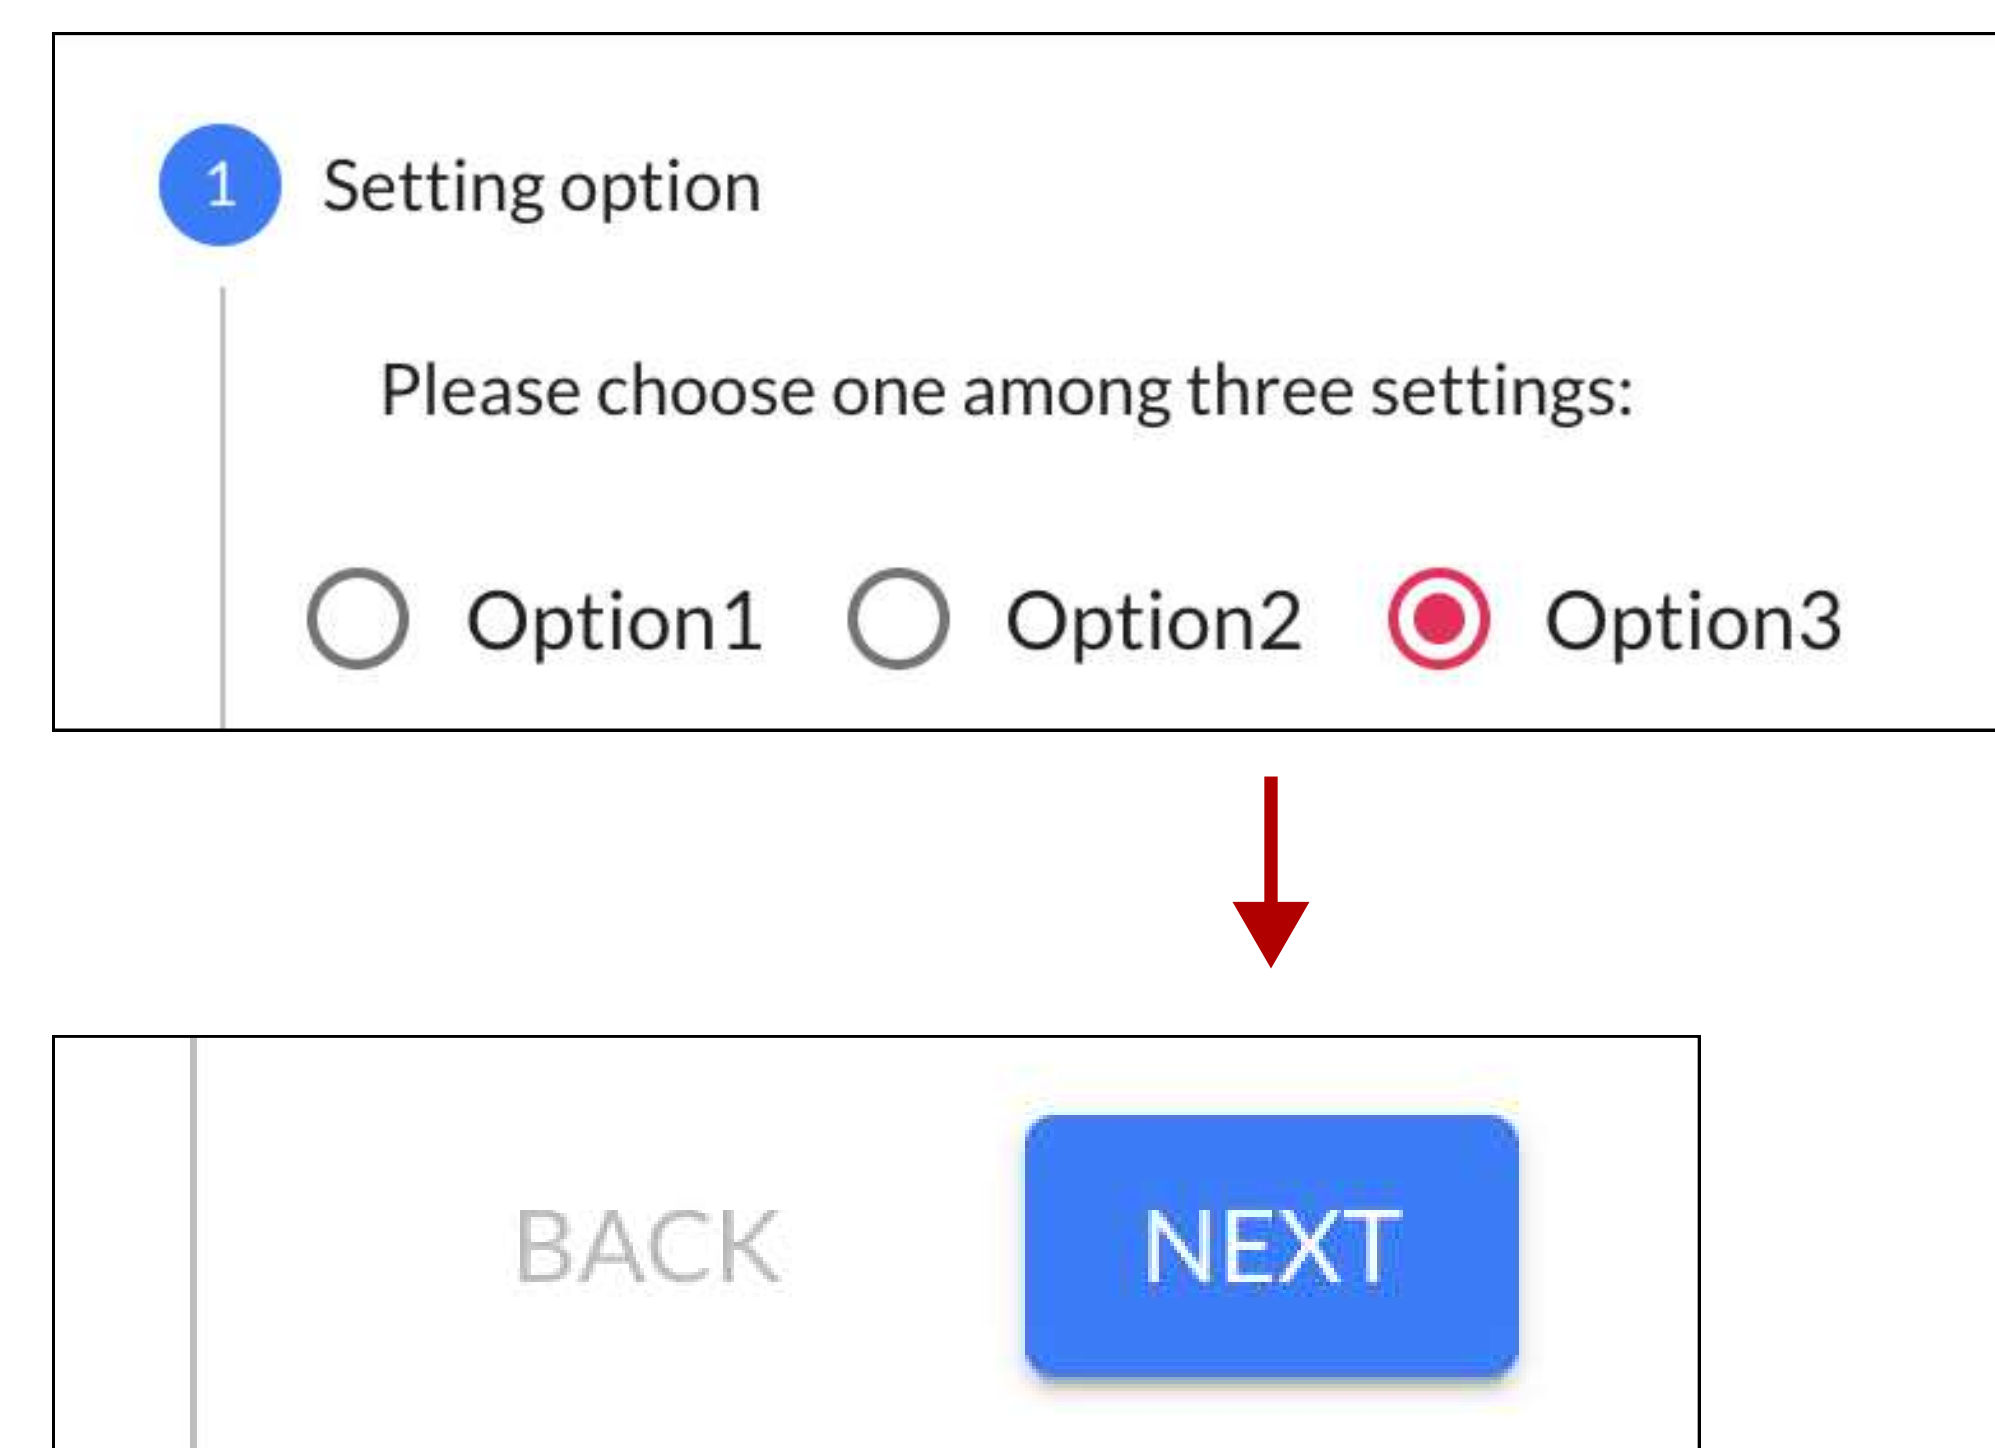 1 Setting option
Please choose one among three settings:
Option1 Option2 Option3
BACK NEXT